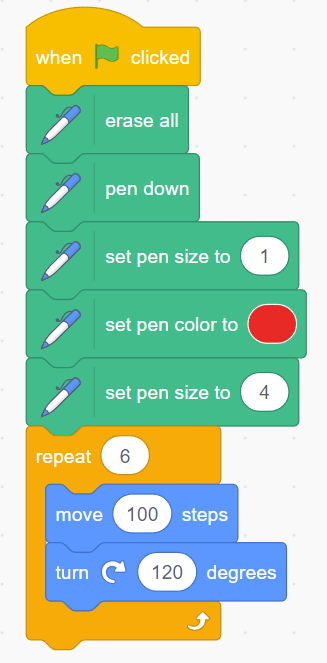 when clicked
erase all
pen down
set pen size to 1
set pen color to
set pen size to 4
repeat 6
move 100 steps
turn 120 degrees